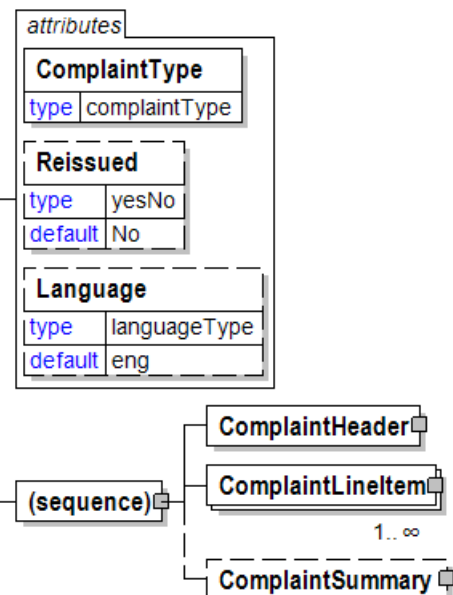 attributes
ComplaintType
type complaintType
Reissued
type yesNo
default No
Language
type languageType
default eng
ComplaintHeader
ComplaintLineItem
(sequence)
1.. ∞
ComplaintSummary